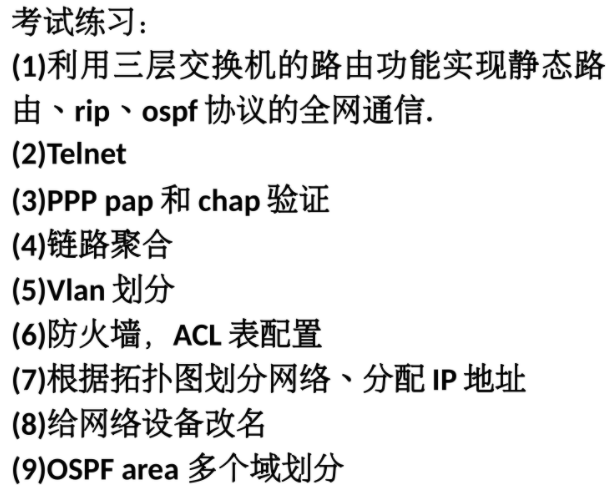 考试练习：
(1)利用三层交换机的路由功能实现静态路
由、rip、ospf 协议的全网通信.
(2)Telnet
(3)PPP pap 和 chap 验证
(4)链路聚合
(5)Vlan 划分
(6)防火墙，ACL 表配置
(7)根据拓扑图划分网络、分配 IP 地址
(8)给网络设备改名
(9)OSPF area 多个域划分